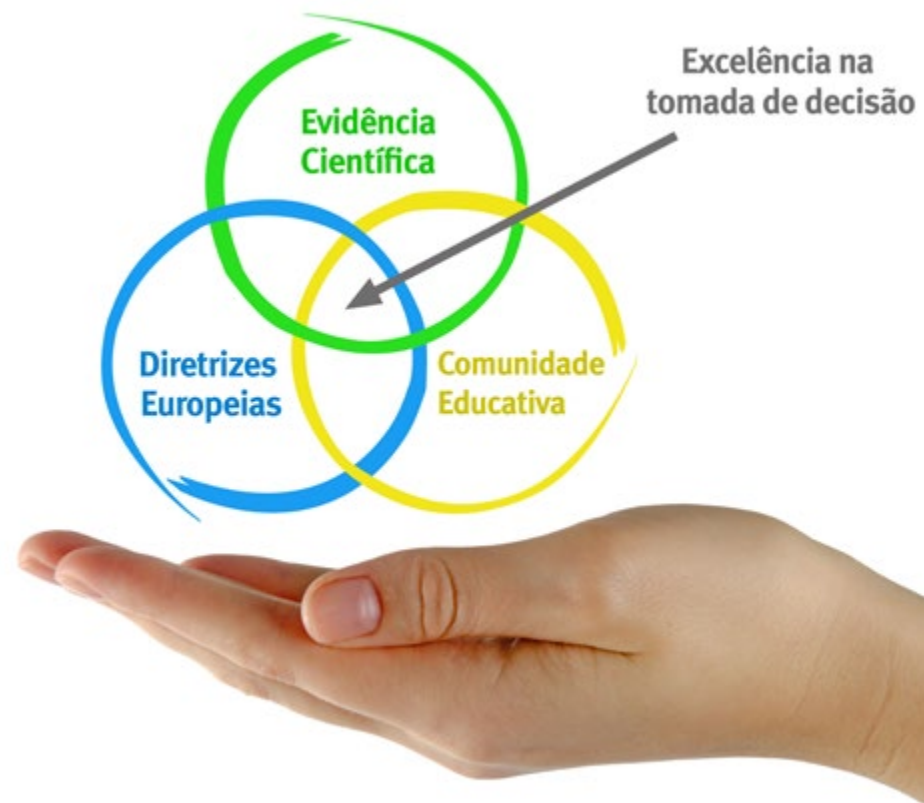 Excelência na
tomada de decisão
Evidência
Científica
Diretrizes
Europeias
Comunidade
Educativa